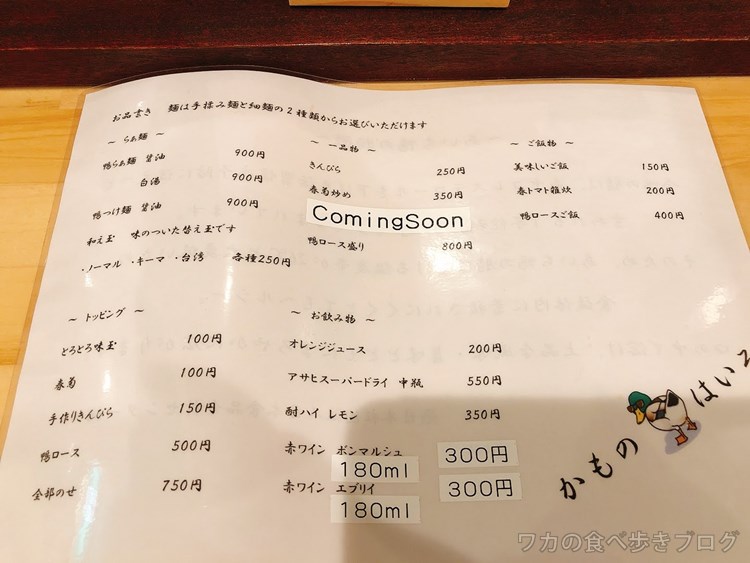 お品書き 麺は手揉み麺と細麺の2種類からお選びいただけます
～ らぁ麺 ～
鴨らぁ麺 醤油 900円
白湯 900円
鴨つけ麺 醤油 900円
和え玉 味のついた替え玉です
・ノーマル ・キーマ ・台湾 各種250円
～ 一品物 ～
きんぴら 250円
春菊炒め 350円
ComingSoon
鴨ロース盛り 800円
～ ご飯物 ～
美味しいご飯 150円
春トマト雑炊 200円
鴨ロースご飯 400円
～ トッピング ～
とろとろ味玉 100円
春菊 100円
手作りきんぴら 150円
鴨ロース 500円
全部のせ 750円
～ お飲み物 ～
オレンジジュース 200円
アサヒスーパードライ 中瓶 550円
酎ハイ レモン 350円
赤ワイン ボンマルシュ 300円
180ml
赤ワイン エブリイ 300円
180ml
かもの はいろ
ワカの食べ歩きブログ